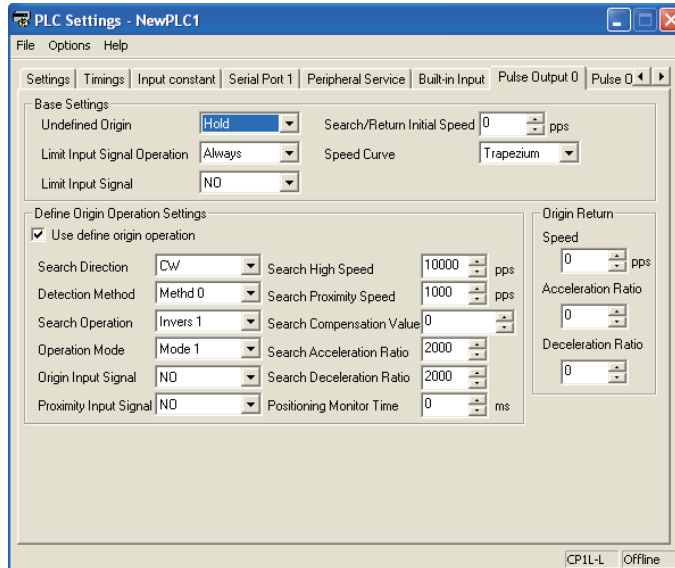 PLC Settings - NewPLC1
File Options Help
Settings Timings Input constant Serial Port 1 Peripheral Service Built-in Input Pulse Output 0 Pulse O
Base Settings
Undefined Origin Hold Search/Return Initial Speed 0 pps
Limit Input Signal Operation Always Speed Curve Trapezium
Limit Input Signal NO
Define Origin Operation Settings Origin Return
Use define origin operation Speed
0 pps
Search Direction CW Search High Speed 10000 pps
Detection Method Methd 0 Search Proximity Speed 1000 pps Acceleration Ratio
Search Operation Invers 1 Search Compensation Value 0 0
Operation Mode Mode 1 Search Acceleration Ratio 2000 Deceleration Ratio
Origin Input Signal NO Search Deceleration Ratio 2000 0
Proximity Input Signal NO Positioning Monitor Time 0 ms
CP1L-L Offline